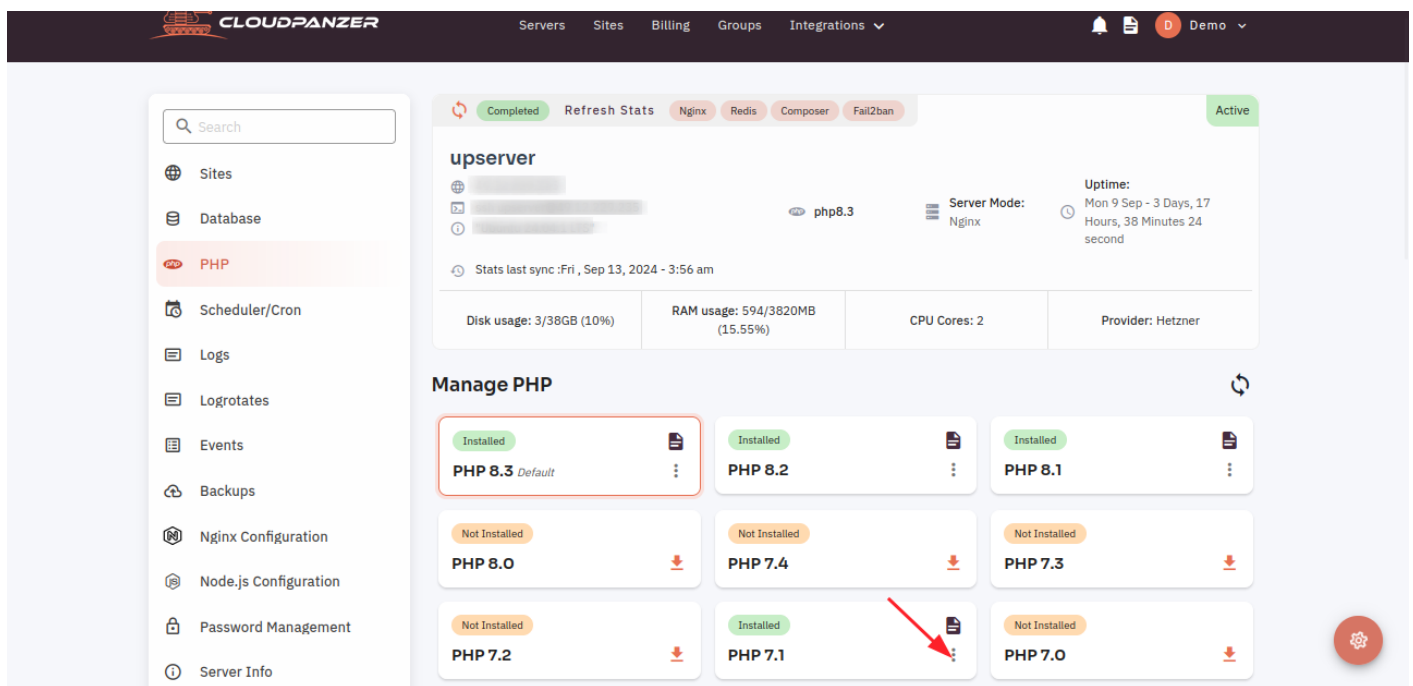 CLOUDPANZER
Servers Sites Billing Groups Integrations
D Demo
Search
Sites
Database
php PHP
Scheduler/Cron
Logs
Logrotates
Events
Backups
Nginx Configuration
Node.js Configuration
Password Management
Server Info
Completed Refresh Stats Nginx Redis Composer Fail2ban
Active
upserver
php php8.3
Server Mode:
Nginx
Uptime:
Mon 9 Sep - 3 Days, 17
Hours, 38 Minutes 24
second
Stats last sync :Fri , Sep 13, 2024 - 3:56 am
Disk usage: 3/38GB (10%)
RAM usage: 594/3820MB
(15.55%)
CPU Cores: 2
Provider: Hetzner
Manage PHP
Installed
PHP 8.3 Default
Installed
PHP 8.2
Installed
PHP 8.1
Not Installed
PHP 8.0
Not Installed
PHP 7.4
Not Installed
PHP 7.3
Not Installed
PHP 7.2
Installed
PHP 7.1
Not Installed
PHP 7.0